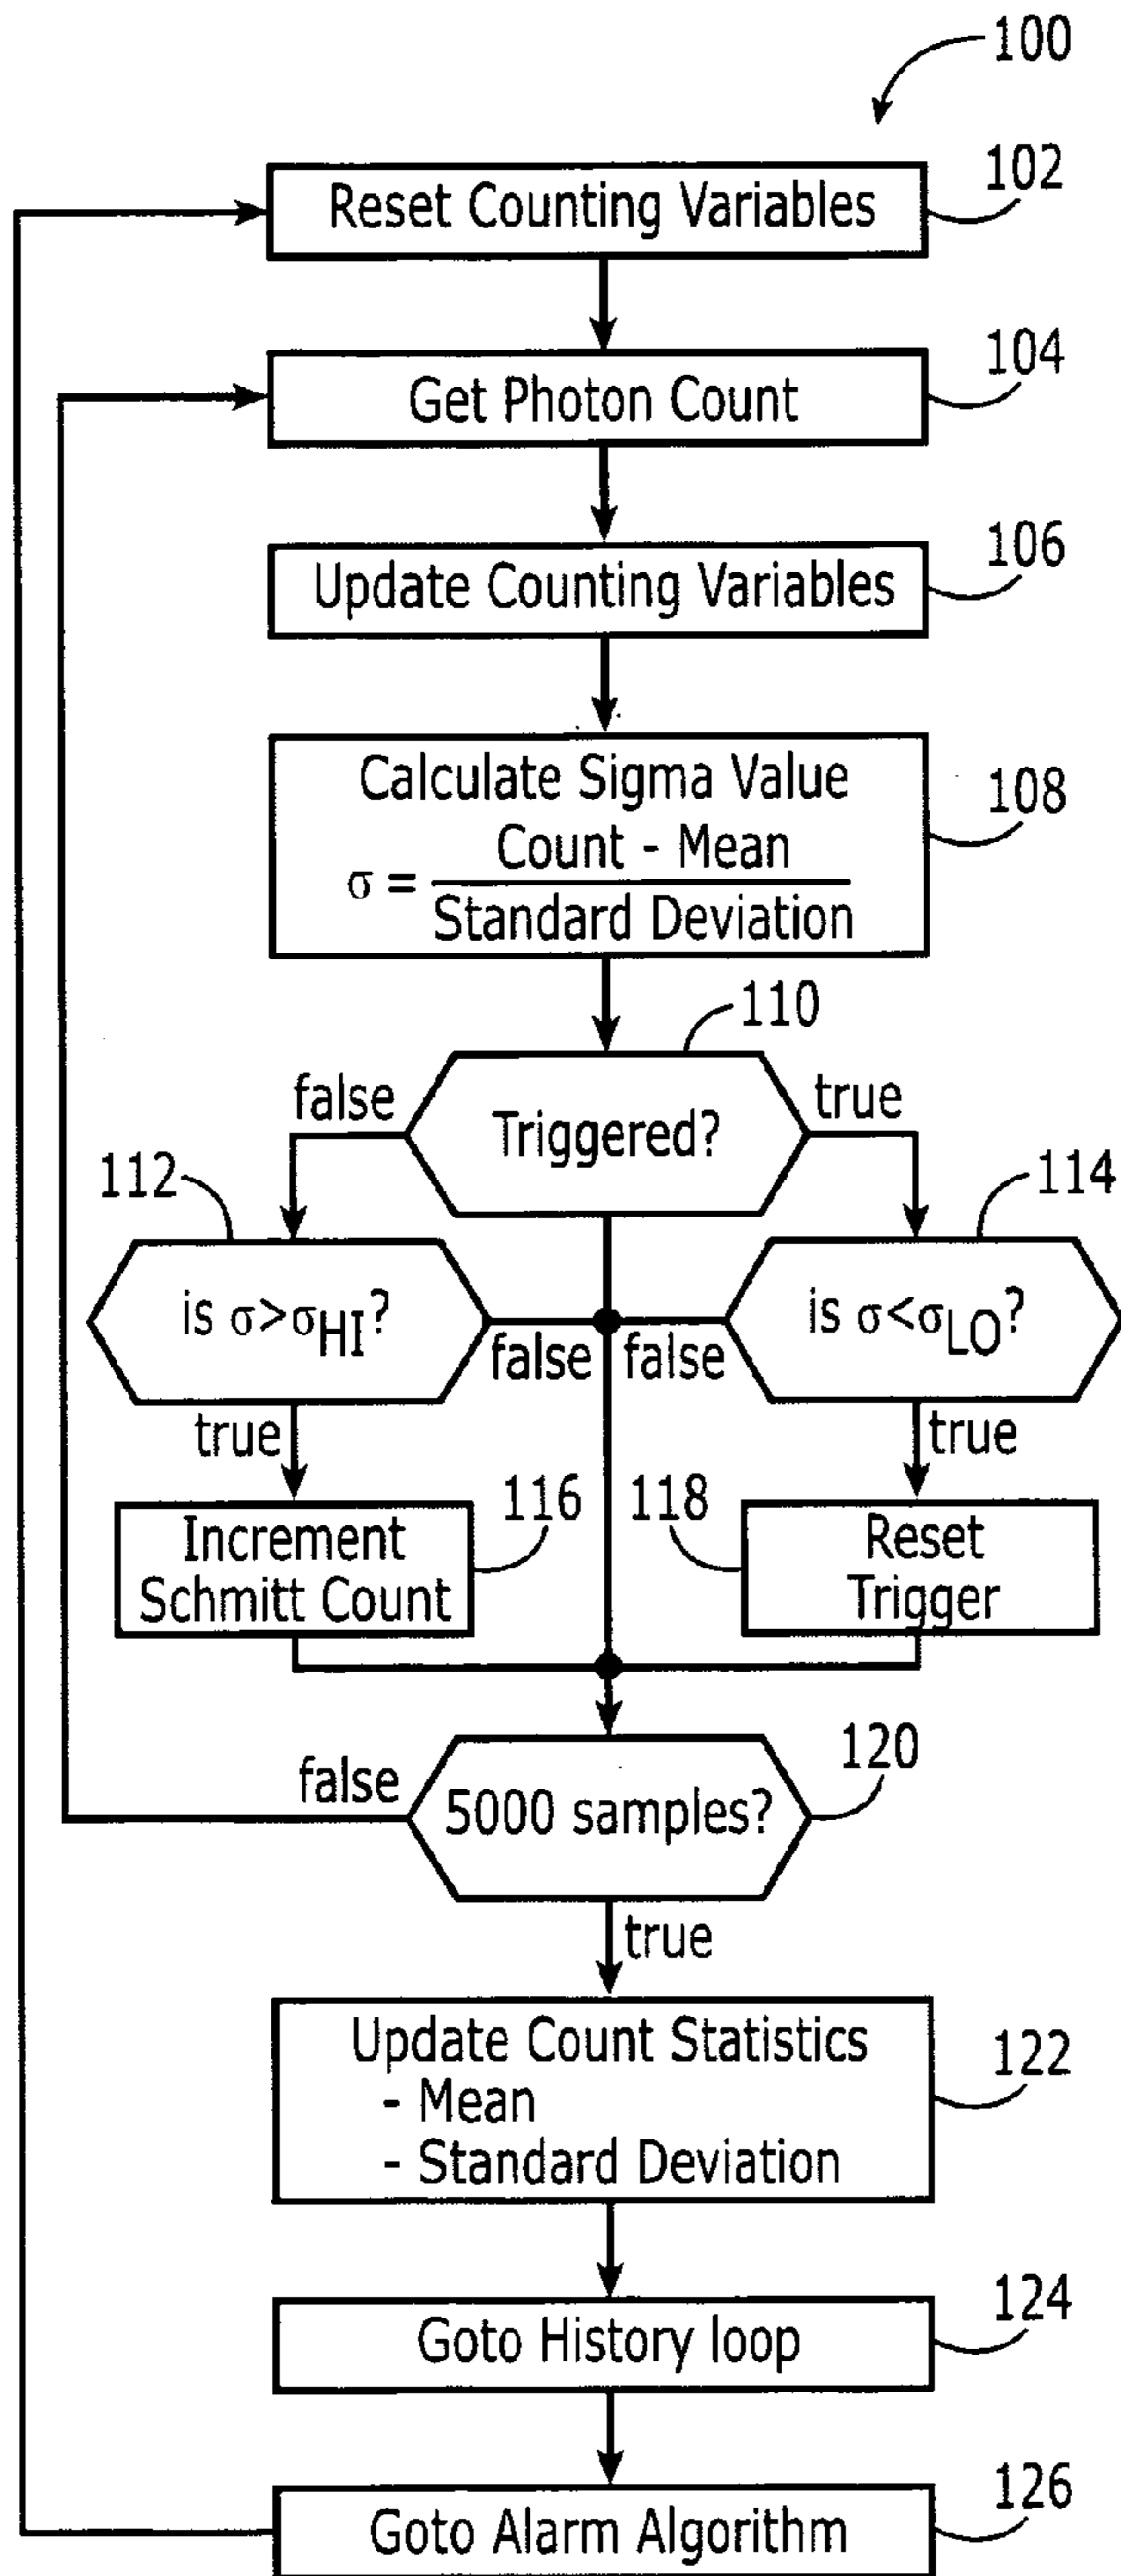 100
Reset Counting Variables
102
Get Photon Count
104
Update Counting Variables
106
Calculate Sigma Value
σ = Count - Mean
Standard Deviation
108
110
Triggered?
false
true
112
114
is σ>σHI?
is σ<σLO?
false
false
true
true
116
118
Increment
Schmitt Count
Reset
Trigger
120
5000 samples?
false
true
Update Count Statistics
- Mean
- Standard Deviation
122
Goto History loop
124
Goto Alarm Algorithm
126